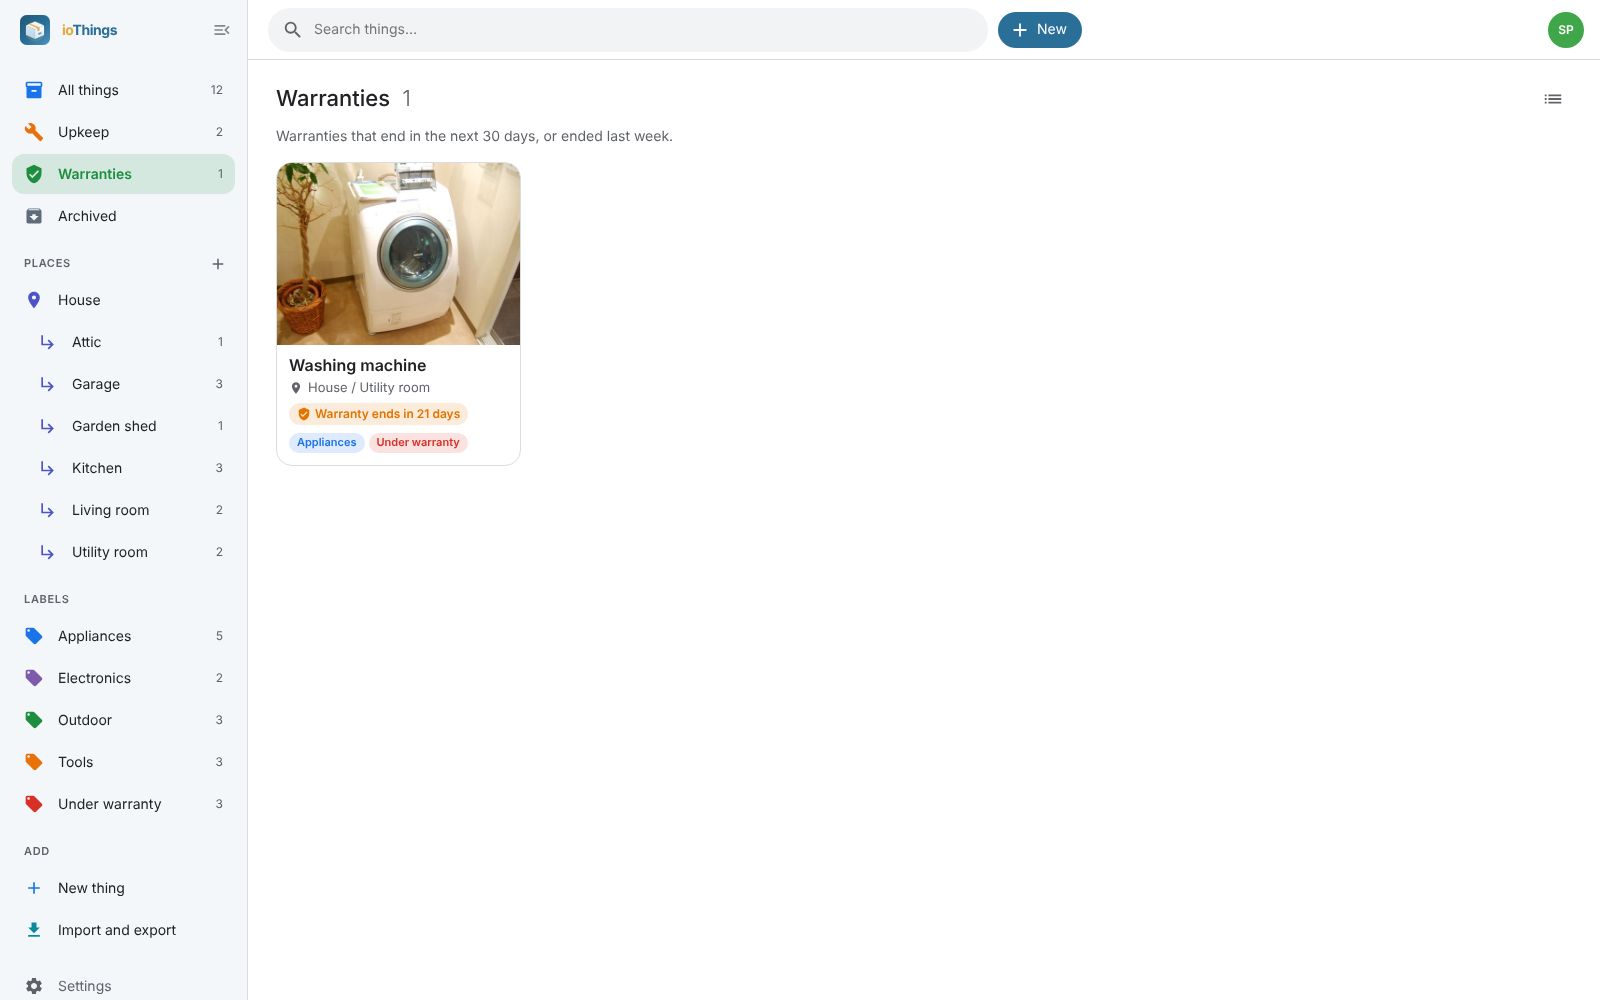 ioThings
Search things...
New
SP
All things 12
Upkeep 2
Warranties 1
Archived
PLACES
House
Attic 1
Garage 3
Garden shed 1
Kitchen 3
Living room 2
Utility room 2
LABELS
Appliances 5
Electronics 2
Outdoor 3
Tools 3
Under warranty 3
ADD
New thing
Import and export
Settings
Warranties 1
Warranties that end in the next 30 days, or ended last week.
Washing machine
House / Utility room
Warranty ends in 21 days
Appliances Under warranty